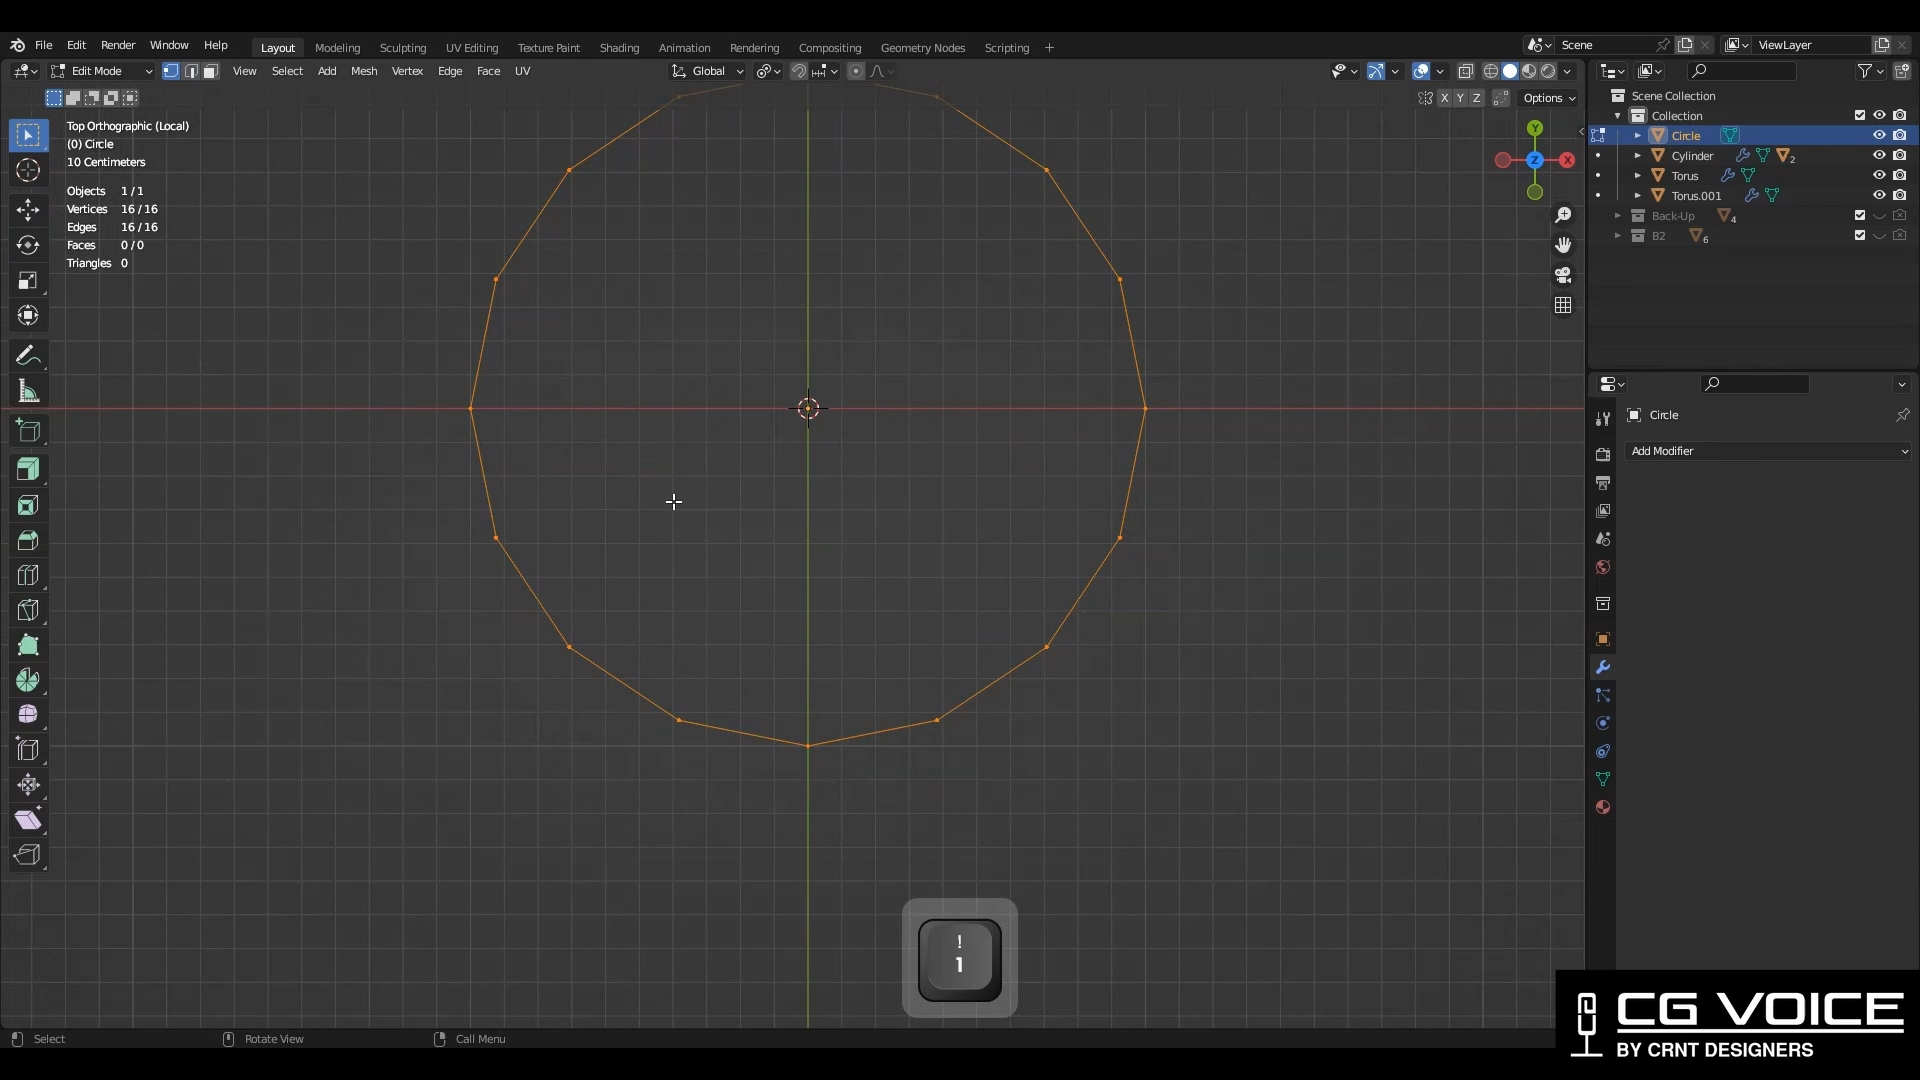 File Edit Render Window Help Layout Modeling Sculpting UV Editing Texture Paint Shading Animation Rendering Compositing Geometry Nodes Scripting + Scene ViewLayer
Edit Mode View Select Add Mesh Vertex Edge Face UV Global
X Y Z Options
Top Orthographic (Local)
(0) Circle
10 Centimeters
Objects 1 / 1
Vertices 16 / 16
Edges 16 / 16
Faces 0 / 0
Triangles 0
Y
Z X
Scene Collection
Collection
Circle
Cylinder 2
Torus
Torus.001
Back-Up 4
B2 6
Circle
Add Modifier
!
1
Select Rotate View Call Menu
CG VOICE
BY CRNT DESIGNERS